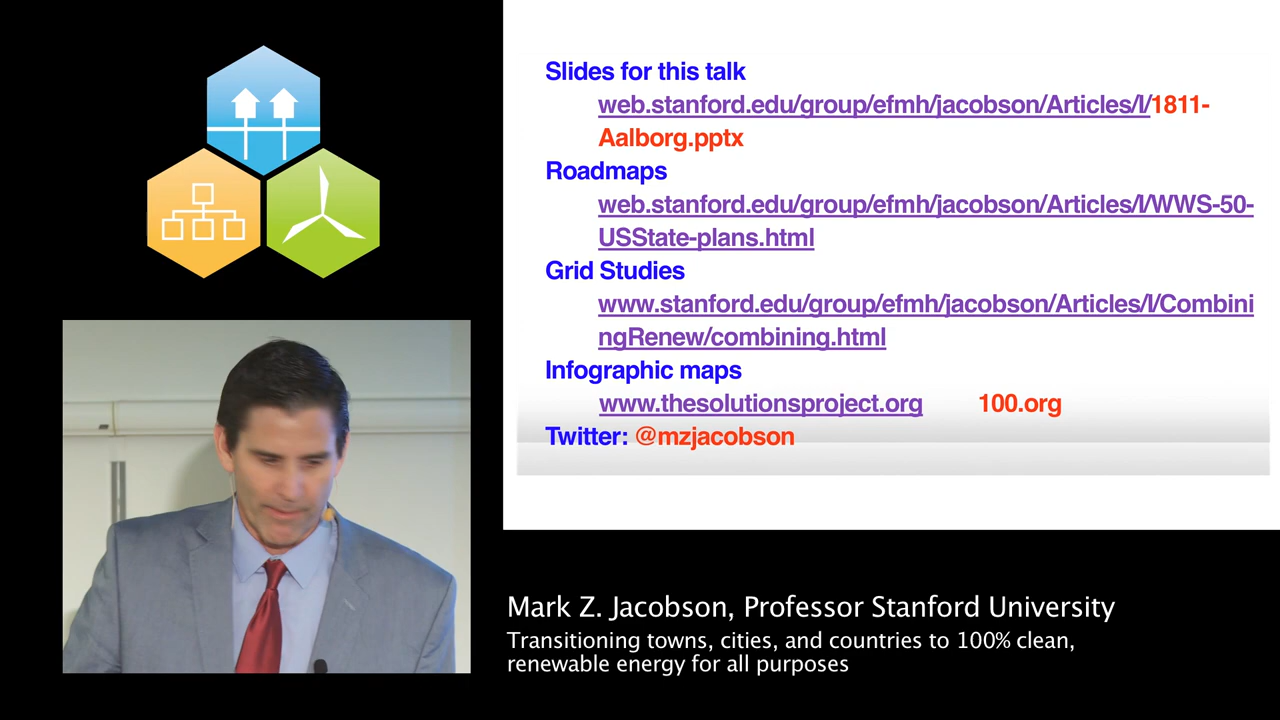 Slides for this talk
web.stanford.edu/group/efmh/jacobson/Articles/I/1811-
Aalborg.pptx
Roadmaps
web.stanford.edu/group/efmh/jacobson/Articles/I/WWS-50-
USState-plans.html
Grid Studies
www.stanford.edu/group/efmh/jacobson/Articles/I/Combini
ngRenew/combining.html
Infographic maps
www.thesolutionsproject.org 100.org
Twitter: @mzjacobson
Mark Z. Jacobson, Professor Stanford University
Transitioning towns, cities, and countries to 100% clean,
renewable energy for all purposes